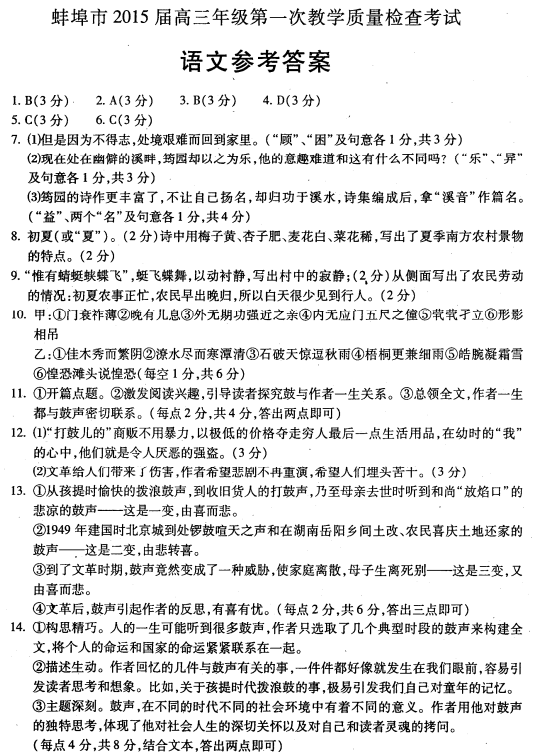 蚌埠市 2015 届高三年级第一次教学质量检查考试
语文参考答案
1. B(3 分) 2. A(3 分) 3. B(3 分) 4. D(3 分)
5. C(3 分) 6. C(3 分)
7. ⑴但是因为不得志,处境艰难而回到家里。(“顾”、“困”及句意各 1 分,共 3 分)
⑵现在处在幽僻的溪畔,筠园却以之为乐,他的意趣难道和这有什么不同吗?(“乐”、“异”
及句意各 1 分,共 3 分)
⑶筠园的诗作更丰富了,不让自己扬名,却归功于溪水,诗集编成后,拿“溪音”作篇名。
(“益”、两个“名”及句意各 1 分,共 4 分)
8. 初夏(或“夏”)。(2 分)诗中用梅子黄、杏子肥、麦花白、菜花稀,写出了夏季南方农村景物
的特点。(2 分)
9. “惟有蜻蜓蛱蝶飞”,蜓飞蝶舞,以动衬静,写出村中的寂静;(2 分)从侧面写出了农民劳动
的情况:初夏农事正忙,农民早出晚归,所以白天很少见到行人。(2 分)
10. 甲:①门衰祚薄②晚有儿息③外无期功强近之亲④内无应门五尺之僮⑤茕茕孑立⑥形影
相吊
乙:①佳木秀而繁阴②潦水尽而寒潭清③石破天惊逗秋雨④梧桐更兼细雨⑤皓腕凝霜雪
⑥惶恐滩头说惶恐(每空 1 分,共 6 分)
11. ①开篇点题。②激发阅读兴趣,引导读者探究鼓与作者一生关系。③总领全文,作者一生
都与鼓声密切联系。(每点 2 分,共 4 分,答出两点即可)
12. ⑴“打鼓儿的”商贩不用暴力,以极低的价格夺走穷人最后一点生活用品,在幼时的“我”
的心中,他们就是令人厌恶的强盗。(3 分)
⑵文革给人们带来了伤害,作者希望悲剧不再重演,希望人们埋头苦干。(3 分)
13. ①从孩提时愉快的拨浪鼓声,到收旧货人的打鼓声,乃至母亲去世时听到和尚“放焰口”的
悲凉的鼓声——这是一变,由喜而悲。
②1949 年建国时北京城到处锣鼓喧天之声和在湖南岳阳乡间土改、农民喜庆土地还家的
鼓声——这是二变,由悲转喜。
③到了文革时期,鼓声竟然变成了一种威胁,使家庭离散,母子生离死别——这是三变,又
由喜而悲。
④文革后,鼓声引起作者的反思,有喜有忧。(每点 2 分,共 6 分,答出三点即可)
14. ①构思精巧。人的一生可能听到很多鼓声,作者只选取了几个典型时段的鼓声来构建全
文,将个人的命运和国家的命运紧紧联系在一起。
②描述生动。作者回忆的几件与鼓声有关的事,一件件都好像就发生在我们眼前,容易引
发读者思考和想象。比如,关于孩提时代拨浪鼓的事,极易引发我们自己对童年的记忆。
③主题深刻。鼓声,在不同的时代不同的社会环境中有着不同的意义。作者用他对鼓声
的独特思考,体现了他对社会人生的深切关怀以及对自己和读者灵魂的拷问。
(每点 4 分,共 8 分,结合文本,答出两点即可)